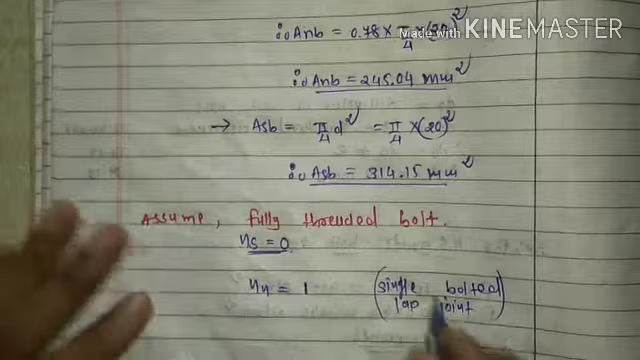 ∴ Anb = 0.78 × π/4 × (20)²
Made with KINEMASTER
∴ Anb = 245.04 mm²
→ Asb = π/4 d² = π/4 × (20)²
∴ Asb = 314.15 mm²
Assume, fully threaded bolt.
ns = 0
nn = 1 (single bolted
lap joint)